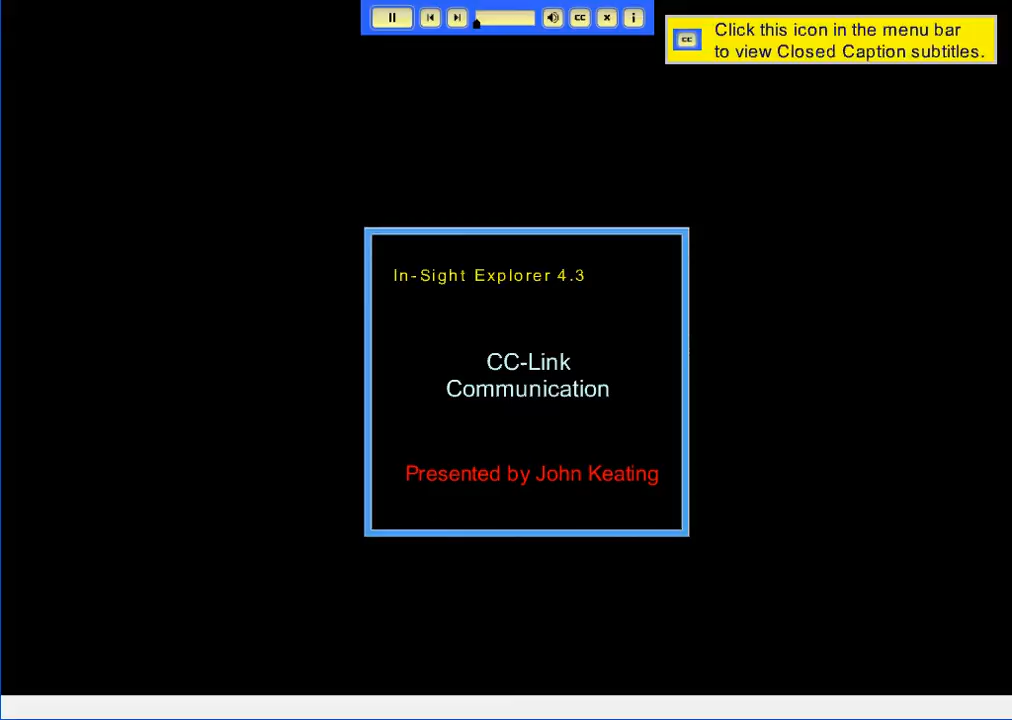 CC
Click this icon in the menu bar
cc
to view Closed Caption subtitles.
In-Sight Explorer 4.3
CC-Link
Communication
Presented by John Keating